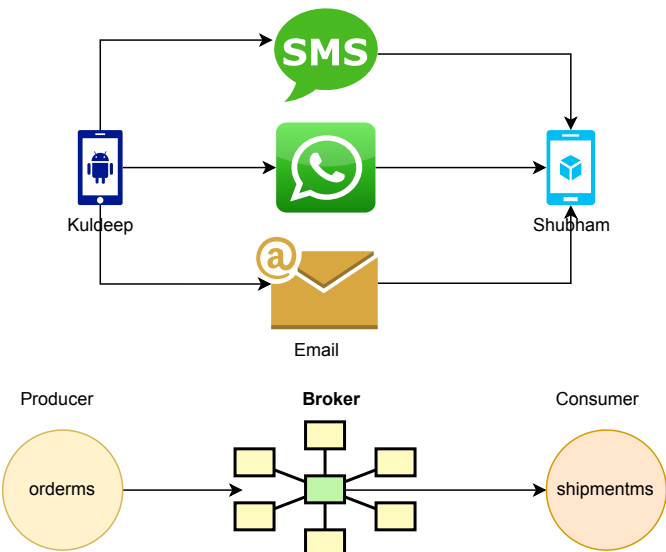 SMS
Kuldeep
Shubham
@
Email
Producer
Broker
Consumer
orderms
shipmentms